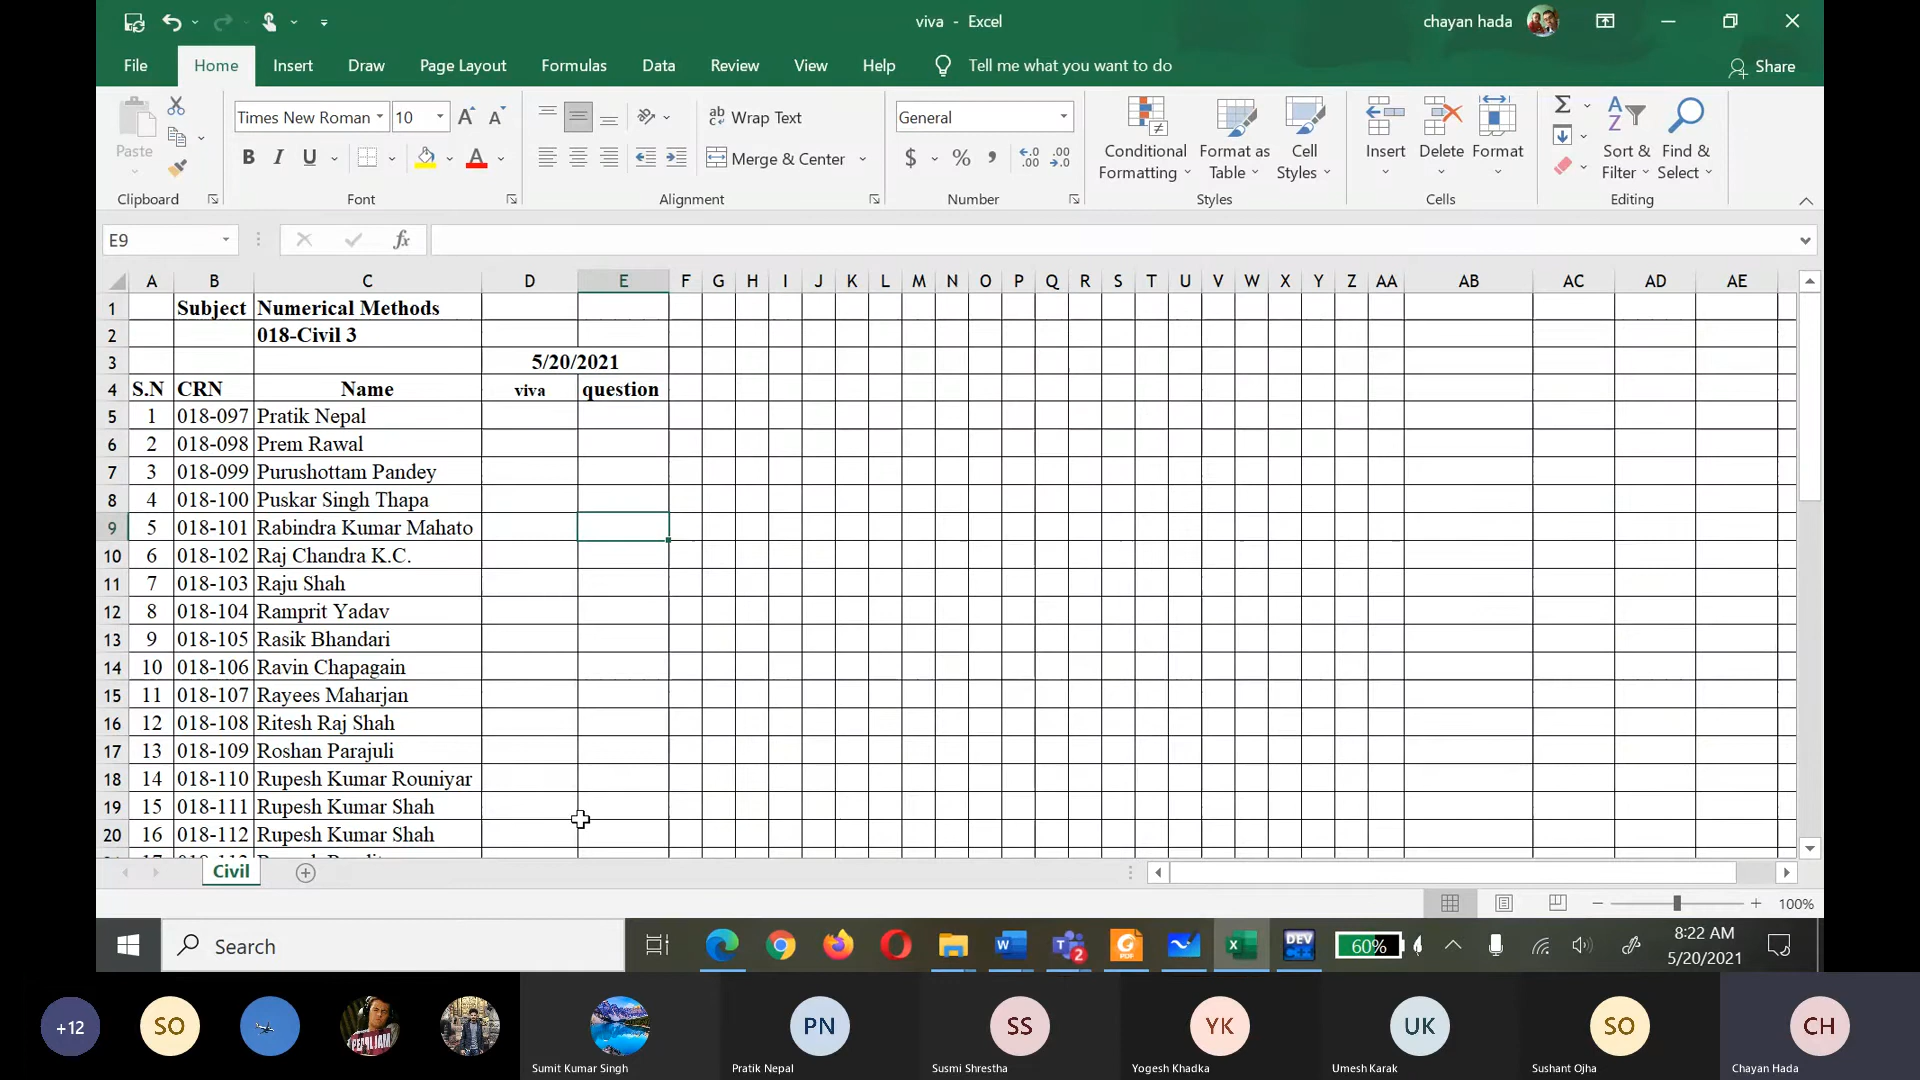 viva - Excel
chayan hada
File Home Insert Draw Page Layout Formulas Data Review View Help Tell me what you want to do Share
Paste
Clipboard
Times New Roman 10
B I U A
Font
Wrap Text
Merge & Center
Alignment
General
$ % ,
Number
Conditional Formatting
Format as Table
Cell Styles
Styles
Insert Delete Format
Cells
Sort & Filter
Find & Select
Editing
E9 fx
A B C D E F G H I J K L M N O P Q R S T U V W X Y Z AA AB AC AD AE
1 Subject Numerical Methods
2 018-Civil 3
3 5/20/2021
4 S.N CRN Name viva question
5 1 018-097 Pratik Nepal
6 2 018-098 Prem Rawal
7 3 018-099 Purushottam Pandey
8 4 018-100 Puskar Singh Thapa
9 5 018-101 Rabindra Kumar Mahato
10 6 018-102 Raj Chandra K.C.
11 7 018-103 Raju Shah
12 8 018-104 Ramprit Yadav
13 9 018-105 Rasik Bhandari
14 10 018-106 Ravin Chapagain
15 11 018-107 Rayees Maharjan
16 12 018-108 Ritesh Raj Shah
17 13 018-109 Roshan Parajuli
18 14 018-110 Rupesh Kumar Rouniyar
19 15 018-111 Rupesh Kumar Shah
20 16 018-112 Rupesh Kumar Shah
Civil
100%
Search
60%
8:22 AM
5/20/2021
+12 SO PN SS YK UK SO CH
Sumit Kumar Singh Pratik Nepal Susmi Shrestha Yogesh Khadka Umesh Karak Sushant Ojha Chayan Hada